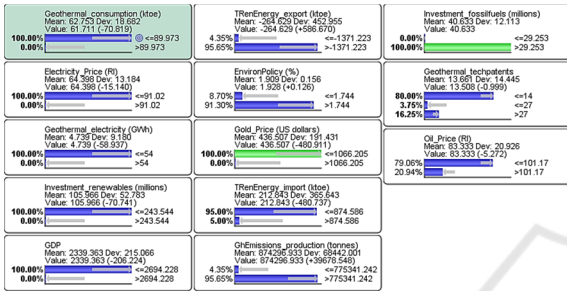 Geothermal_consumption (ktoe)
Mean: 62.753 Dev: 18.682
Value: 61.711 (-70.819)
100.00% <=89.973
0.00% >89.973
Electricity_Price (RI)
Mean: 64.398 Dev: 13.184
Value: 64.398 (-15.140)
100.00% <=91.02
0.00% >91.02
Geothermal_electricity (GWh)
Mean: 4.739 Dev: 9.180
Value: 4.739 (-58.937)
100.00% <=54
0.00% >54
Investment_renewables (millions)
Mean: 105.966 Dev: 52.783
Value: 105.966 (-70.741)
100.00% <=243.544
0.00% >243.544
GDP
Mean: 2339.363 Dev: 215.066
Value: 2339.363 (-206.224)
100.00% <=2694.228
0.00% >2694.228
TRenEnergy_export (ktoe)
Mean: -264.629 Dev: 452.955
Value: -264.629 (+586.670)
4.35% <=-1371.223
95.65% >-1371.223
EnvironPolicy (%)
Mean: 1.909 Dev: 0.156
Value: 1.928 (+0.126)
8.70% <=1.744
91.30% >1.744
Gold_Price (US dollars)
Mean: 436.507 Dev: 191.431
Value: 436.507 (-480.911)
100.00% <=1066.205
0.00% >1066.205
TRenEnergy_import (ktoe)
Mean: 212.843 Dev: 365.643
Value: 212.843 (-480.737)
95.00% <=874.586
5.00% >874.586
GhEmissions_production (tonnes)
Mean: 874296.933 Dev: 68442.001
Value: 874296.933 (+39678.548)
4.35% <=775341.242
95.65% >775341.242
Investment_fossilfuels (millions)
Mean: 40.633 Dev: 12.113
Value: 40.633
0.00% <=29.253
100.00% >29.253
Geothermal_techpatents
Mean: 13.661 Dev: 14.445
Value: 13.508 (-0.999)
80.00% <=14
3.75% <=27
16.25% >27
Oil_Price (RI)
Mean: 83.333 Dev: 20.926
Value: 83.333 (-5.272)
79.06% <=101.17
20.94% >101.17